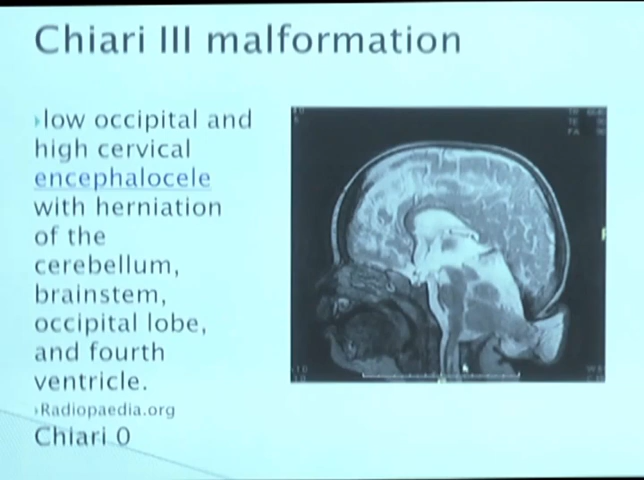 Chiari III malformation
›low occipital and
high cervical
encephalocele
with herniation
of the
cerebellum,
brainstem,
occipital lobe,
and fourth
ventricle.
›Radiopaedia.org
Chiari 0